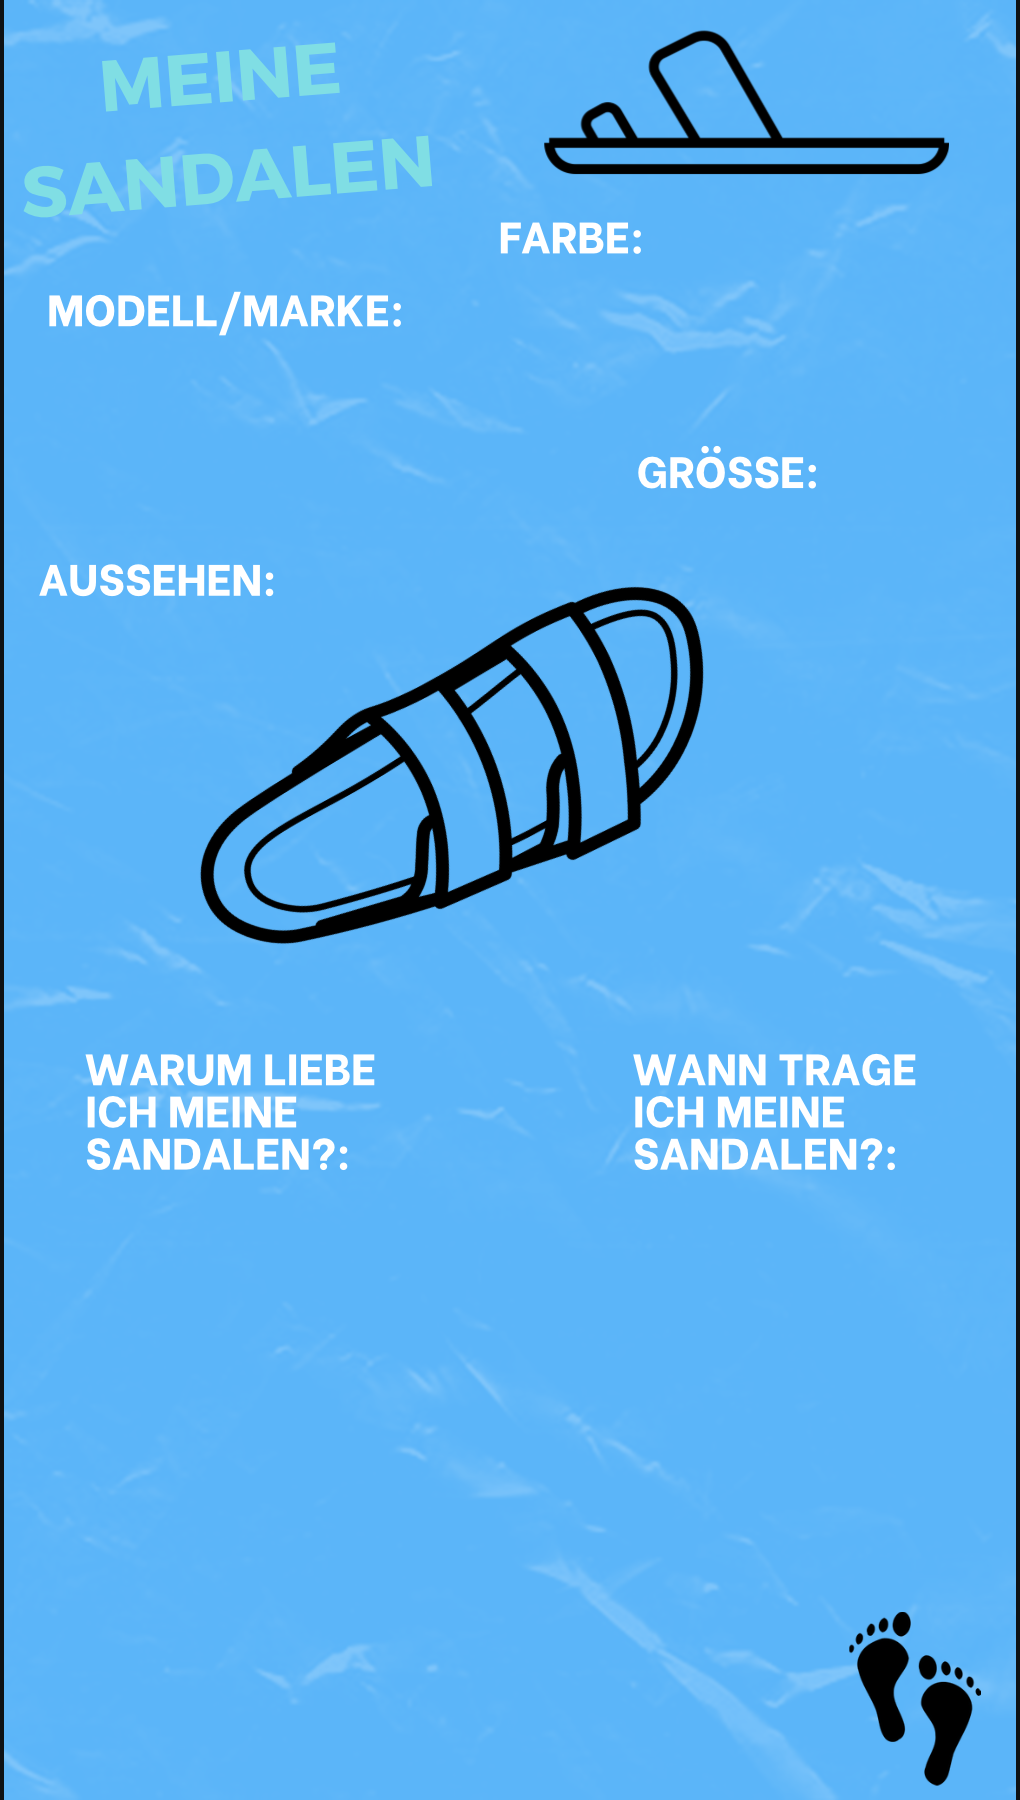 MEINE
SANDALEN
FARBE:
MODELL/MARKE:
GRÖSSE:
AUSSEHEN:
WARUM LIEBE
ICH MEINE
SANDALEN?:
WANN TRAGE
ICH MEINE
SANDALEN?: